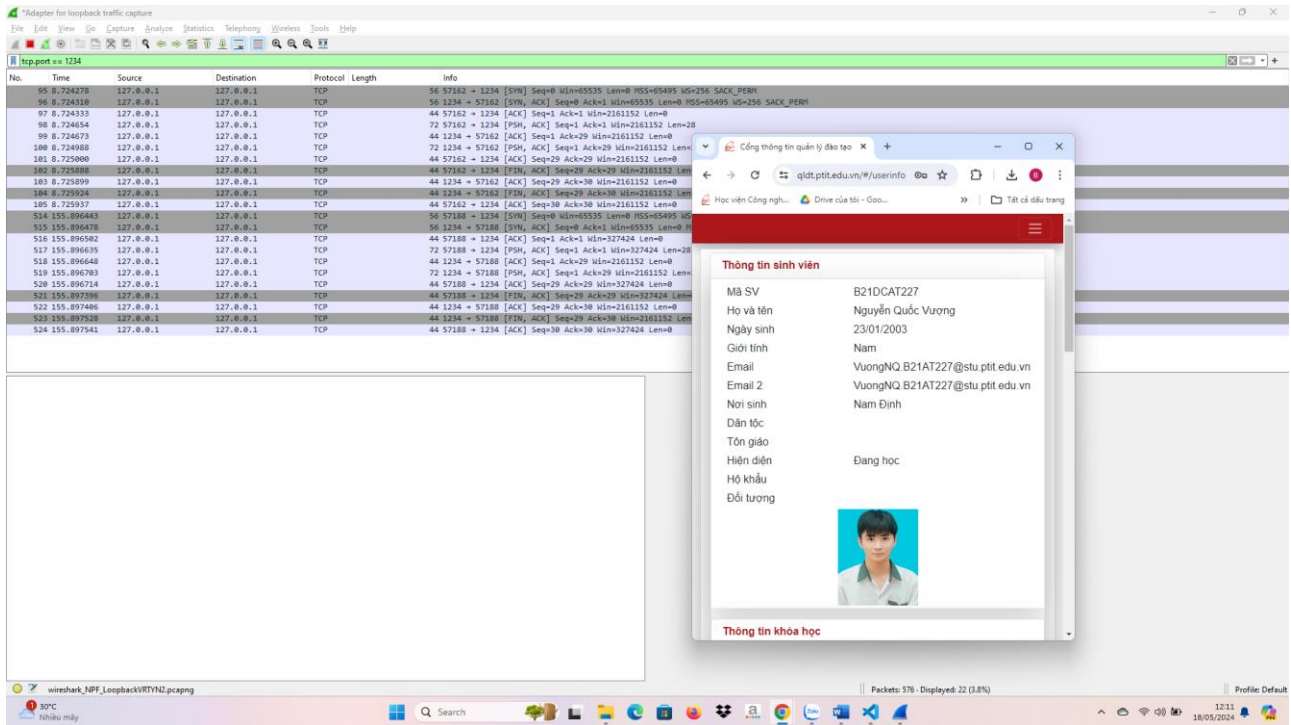 *Adapter for loopback traffic capture
File Edit View Go Capture Analyze Statistics Telephony Wireless Tools Help
tcp.port == 1234
No. Time Source Destination Protocol Length Info
95 8.724278 127.0.0.1 127.0.0.1 TCP 56 57162 → 1234 [SYN] Seq=0 Win=65535 Len=0 MSS=65495 WS=256 SACK_PERM
96 8.724310 127.0.0.1 127.0.0.1 TCP 56 1234 → 57162 [SYN, ACK] Seq=0 Ack=1 Win=65535 Len=0 MSS=65495 WS=256 SACK_PERM
97 8.724333 127.0.0.1 127.0.0.1 TCP 44 57162 → 1234 [ACK] Seq=1 Ack=1 Win=2161152 Len=0
98 8.724654 127.0.0.1 127.0.0.1 TCP 72 57162 → 1234 [PSH, ACK] Seq=1 Ack=1 Win=2161152 Len=28
99 8.724673 127.0.0.1 127.0.0.1 TCP 44 1234 → 57162 [ACK] Seq=1 Ack=29 Win=2161152 Len=0
100 8.724988 127.0.0.1 127.0.0.1 TCP 72 1234 → 57162 [PSH, ACK] Seq=1 Ack=29 Win=2161152 Len=
101 8.725000 127.0.0.1 127.0.0.1 TCP 44 57162 → 1234 [ACK] Seq=29 Ack=29 Win=2161152 Len=0
102 8.725888 127.0.0.1 127.0.0.1 TCP 44 57162 → 1234 [FIN, ACK] Seq=29 Ack=29 Win=2161152 Len
103 8.725899 127.0.0.1 127.0.0.1 TCP 44 1234 → 57162 [ACK] Seq=29 Ack=30 Win=2161152 Len=0
104 8.725924 127.0.0.1 127.0.0.1 TCP 44 1234 → 57162 [FIN, ACK] Seq=29 Ack=30 Win=2161152 Len
105 8.725937 127.0.0.1 127.0.0.1 TCP 44 57162 → 1234 [ACK] Seq=30 Ack=30 Win=2161152 Len=0
514 155.896443 127.0.0.1 127.0.0.1 TCP 56 57188 → 1234 [SYN] Seq=0 Win=65535 Len=0 MSS=65495 WS
515 155.896478 127.0.0.1 127.0.0.1 TCP 56 1234 → 57188 [SYN, ACK] Seq=0 Ack=1 Win=65535 Len=0 M
516 155.896502 127.0.0.1 127.0.0.1 TCP 44 57188 → 1234 [ACK] Seq=1 Ack=1 Win=327424 Len=0
517 155.896635 127.0.0.1 127.0.0.1 TCP 72 57188 → 1234 [PSH, ACK] Seq=1 Ack=1 Win=327424 Len=28
518 155.896648 127.0.0.1 127.0.0.1 TCP 44 1234 → 57188 [ACK] Seq=1 Ack=29 Win=2161152 Len=0
519 155.896703 127.0.0.1 127.0.0.1 TCP 72 1234 → 57188 [PSH, ACK] Seq=1 Ack=29 Win=2161152 Len=
520 155.896714 127.0.0.1 127.0.0.1 TCP 44 57188 → 1234 [ACK] Seq=29 Ack=29 Win=327424 Len=0
521 155.897396 127.0.0.1 127.0.0.1 TCP 44 57188 → 1234 [FIN, ACK] Seq=29 Ack=29 Win=327424 Len=
522 155.897406 127.0.0.1 127.0.0.1 TCP 44 1234 → 57188 [ACK] Seq=29 Ack=30 Win=2161152 Len=0
523 155.897528 127.0.0.1 127.0.0.1 TCP 44 1234 → 57188 [FIN, ACK] Seq=29 Ack=30 Win=2161152 Len
524 155.897541 127.0.0.1 127.0.0.1 TCP 44 57188 → 1234 [ACK] Seq=30 Ack=30 Win=327424 Len=0
Cổng thông tin quản lý đào tạo
qldt.ptit.edu.vn/#/userinfo
Học viện Công ngh... Drive của tôi - Goo... Tất cả dấu trang
Thông tin sinh viên
Mã SV B21DCAT227
Họ và tên Nguyễn Quốc Vượng
Ngày sinh 23/01/2003
Giới tính Nam
Email VuongNQ.B21AT227@stu.ptit.edu.vn
Email 2 VuongNQ.B21AT227@stu.ptit.edu.vn
Nơi sinh Nam Định
Dân tộc
Tôn giáo
Hiện diện Đang học
Hộ khẩu
Đối tượng
Thông tin khóa học
wireshark_NPF_LoopbackVRTYN2.pcapng Packets: 576 · Displayed: 22 (3.8%) Profile: Default
30°C
Nhiều mây
Search
12:11
18/05/2024